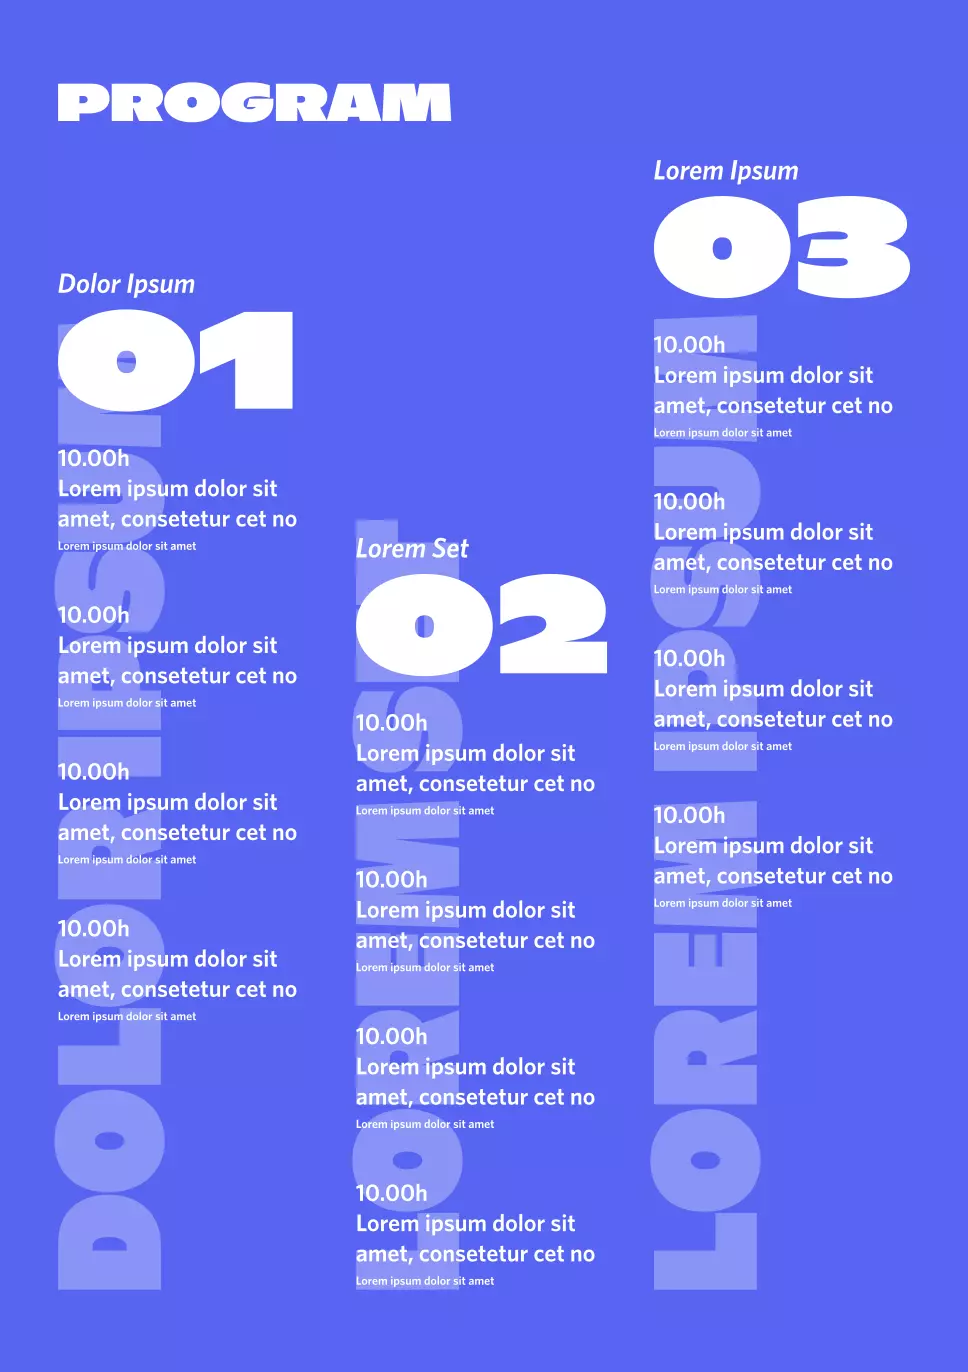 PROGRAM
Dolor Ipsum
01
10.00h
Lorem ipsum dolor sit
amet, consetetur cet no
Lorem ipsum dolor sit amet
10.00h
Lorem ipsum dolor sit
amet, consetetur cet no
Lorem ipsum dolor sit amet
10.00h
Lorem ipsum dolor sit
amet, consetetur cet no
Lorem ipsum dolor sit amet
10.00h
Lorem ipsum dolor sit
amet, consetetur cet no
Lorem ipsum dolor sit amet
DOLOR IPSUM
Lorem Set
02
10.00h
Lorem ipsum dolor sit
amet, consetetur cet no
Lorem ipsum dolor sit amet
10.00h
Lorem ipsum dolor sit
amet, consetetur cet no
Lorem ipsum dolor sit amet
10.00h
Lorem ipsum dolor sit
amet, consetetur cet no
Lorem ipsum dolor sit amet
10.00h
Lorem ipsum dolor sit
amet, consetetur cet no
Lorem ipsum dolor sit amet
LOREM SET
Lorem Ipsum
03
10.00h
Lorem ipsum dolor sit
amet, consetetur cet no
Lorem ipsum dolor sit amet
10.00h
Lorem ipsum dolor sit
amet, consetetur cet no
Lorem ipsum dolor sit amet
10.00h
Lorem ipsum dolor sit
amet, consetetur cet no
Lorem ipsum dolor sit amet
10.00h
Lorem ipsum dolor sit
amet, consetetur cet no
Lorem ipsum dolor sit amet
LOREM IPSUM